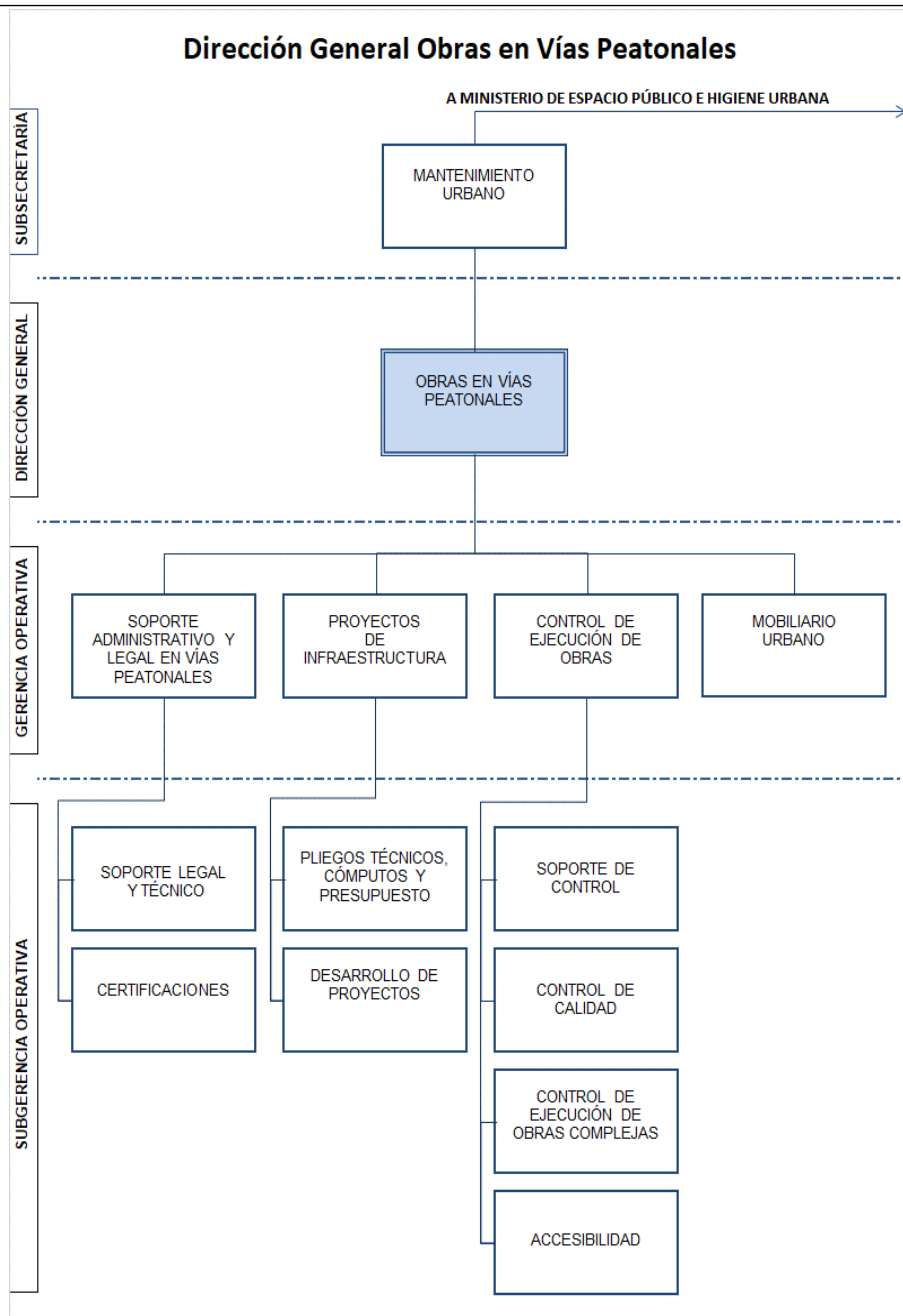 Dirección General Obras en Vías Peatonales
A MINISTERIO DE ESPACIO PÚBLICO E HIGIENE URBANA
SUBSECRETARÍA
MANTENIMIENTO
URBANO
DIRECCIÓN GENERAL
OBRAS EN VÍAS
PEATONALES
GERENCIA OPERATIVA
SOPORTE
ADMINISTRATIVO Y
LEGAL EN VÍAS
PEATONALES
PROYECTOS
DE
INFRAESTRUCTURA
CONTROL DE
EJECUCIÓN DE
OBRAS
MOBILIARIO
URBANO
SUBGERENCIA OPERATIVA
SOPORTE LEGAL
Y TÉCNICO
CERTIFICACIONES
PLIEGOS TÉCNICOS,
CÓMPUTOS Y
PRESUPUESTO
DESARROLLO DE
PROYECTOS
SOPORTE DE
CONTROL
CONTROL DE
CALIDAD
CONTROL DE
EJECUCIÓN DE
OBRAS COMPLEJAS
ACCESIBILIDAD